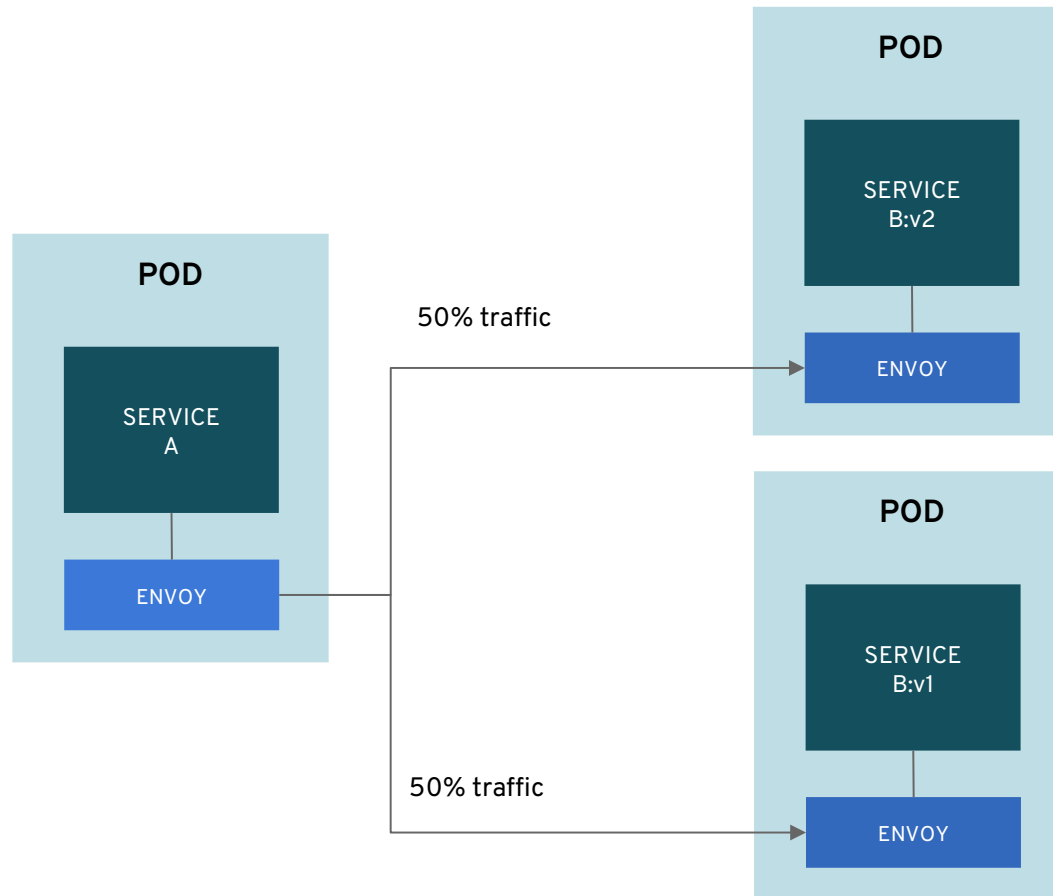 POD
SERVICE
A
ENVOY
50% traffic
50% traffic
POD
SERVICE
B:v2
ENVOY
POD
SERVICE
B:v1
ENVOY